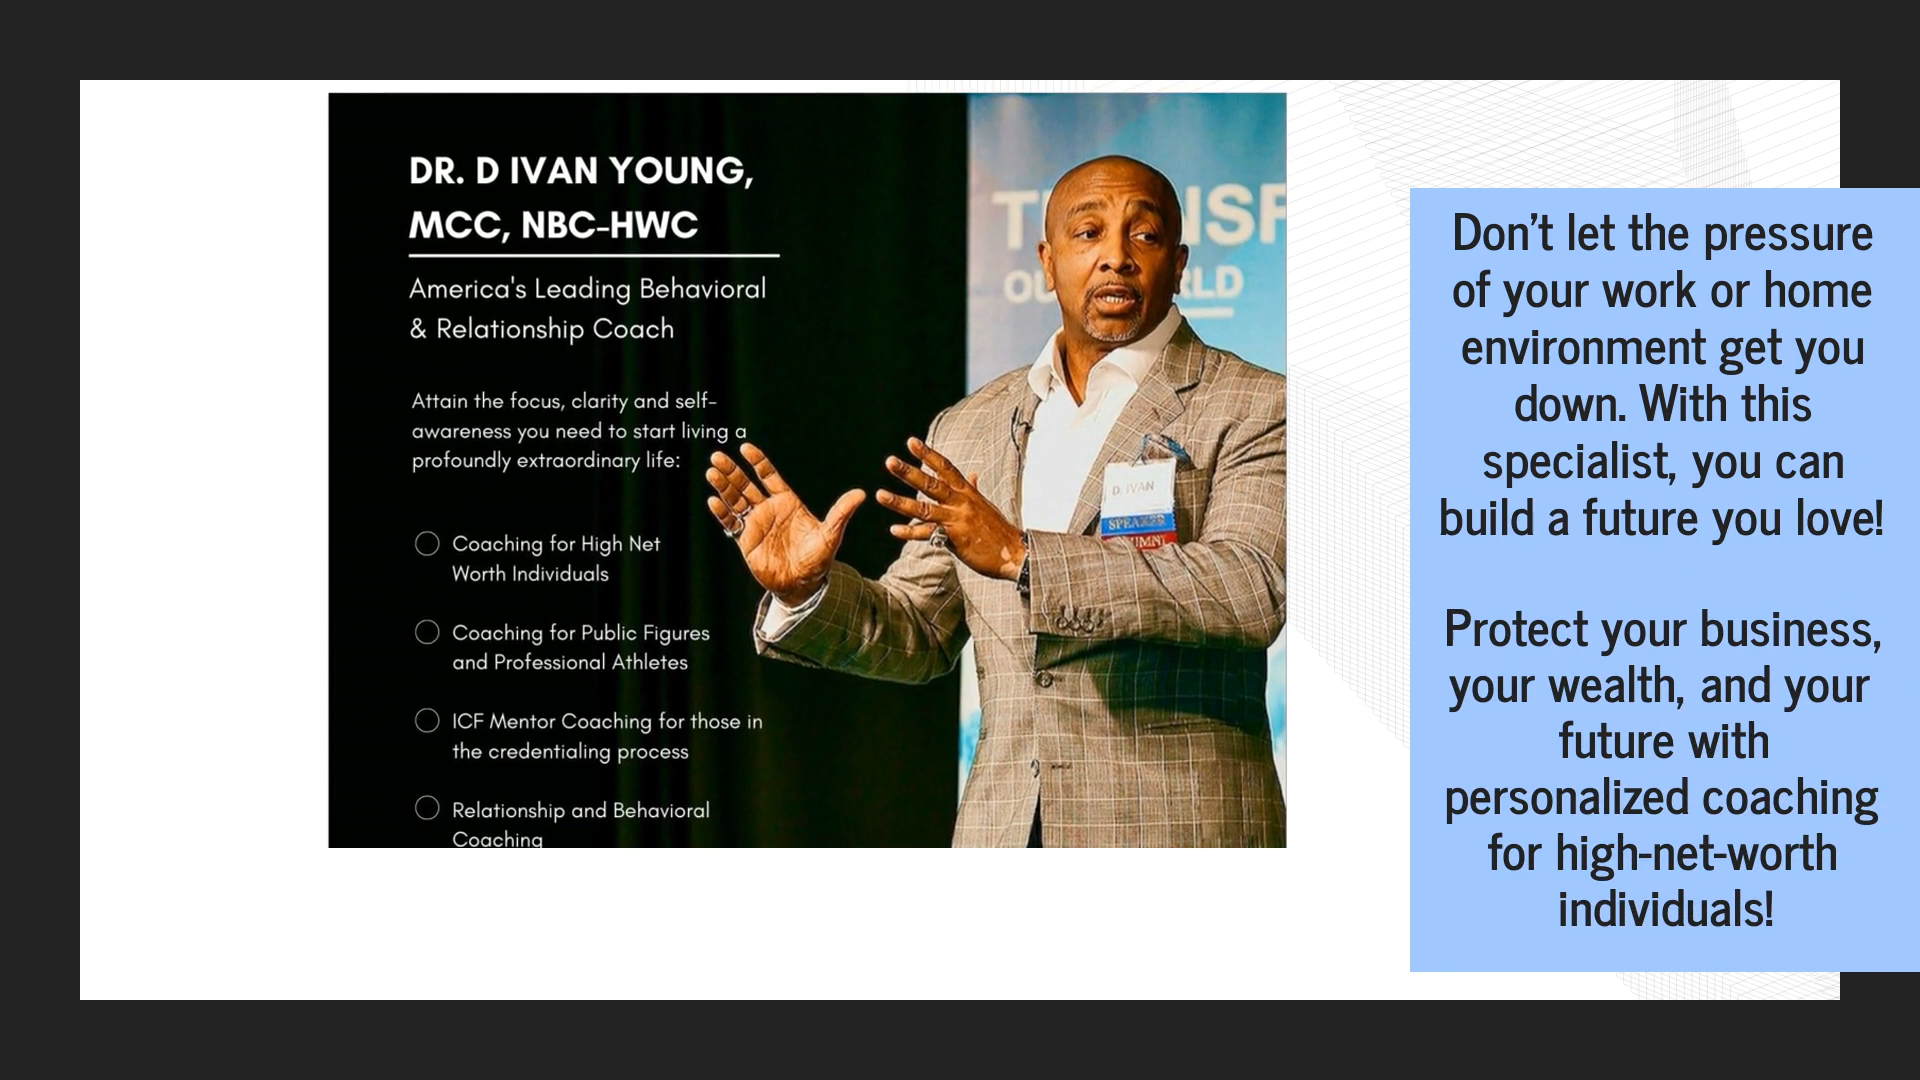 DR. D IVAN YOUNG,
MCC, NBC-HWC
America's Leading Behavioral
& Relationship Coach
Attain the focus, clarity and self-
awareness you need to start living a
profoundly extraordinary life:
Coaching for High Net
Worth Individuals
Coaching for Public Figures
and Professional Athletes
ICF Mentor Coaching for those in
the credentialing process
Relationship and Behavioral
Coaching
D. IVAN
SPEAKER
Don't let the pressure
of your work or home
environment get you
down. With this
specialist, you can
build a future you love!
Protect your business,
your wealth, and your
future with
personalized coaching
for high-net-worth
individuals!